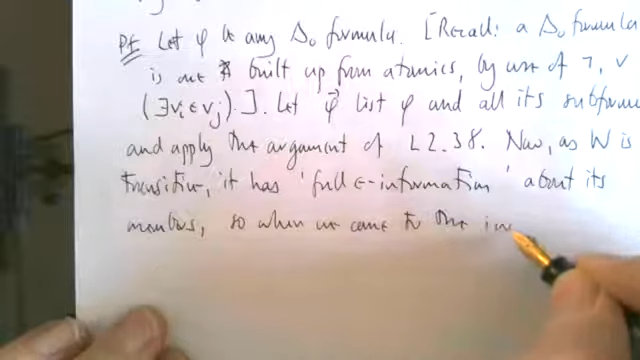 Pf Let φ be any Δ₀ formula. [Recall: a Δ₀ formula
is one built up from atomics, by use of ¬, ∨
(∃vᵢ ∈ vⱼ).]. Let φ⃗ list φ and all its subformu
and apply the argument of L2.38. Now, as W is
transitive, it has 'full ∈-information' about its
members, so when we come to the in